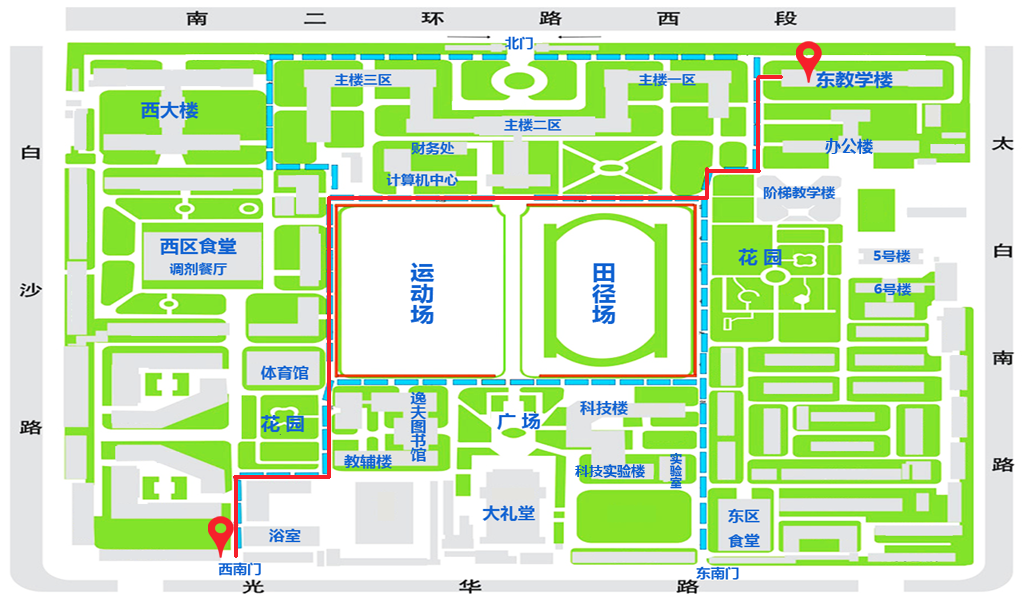 南二环路西段
北门
主楼三区
主楼一区
东教学楼
西大楼
主楼二区
财务处
办公楼
计算机中心
阶梯教学楼
西区食堂
调剂餐厅
花园
5号楼
6号楼
运动场
田径场
体育馆
花园
逸夫图书馆
广场
科技楼
教辅楼
科技实验楼
实验室
大礼堂
东区
食堂
浴室
西南门
东南门
白沙路
太白南路
光华路